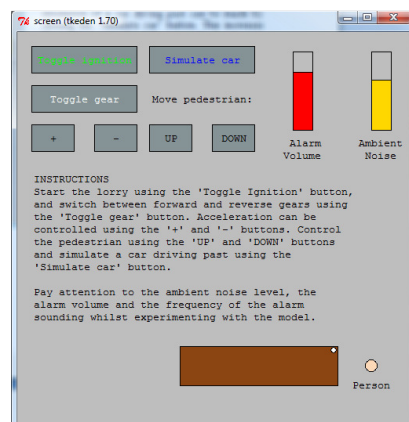 screen (tkeden 1.70)
Toggle Ignition
Simulate car
Toggle gear
Move pedestrian:
+
-
UP
DOWN
Alarm
Volume
Ambient
Noise
INSTRUCTIONS
Start the lorry using the 'Toggle Ignition' button,
and switch between forward and reverse gears using
the 'Toggle gear' button. Acceleration can be
controlled using the '+' and '-' buttons. Control
the pedestrian using the 'UP' and 'DOWN' buttons
and simulate a car driving past using the
'Simulate car' button.
Pay attention to the ambient noise level, the
alarm volume and the frequency of the alarm
sounding whilst experimenting with the model.
Person